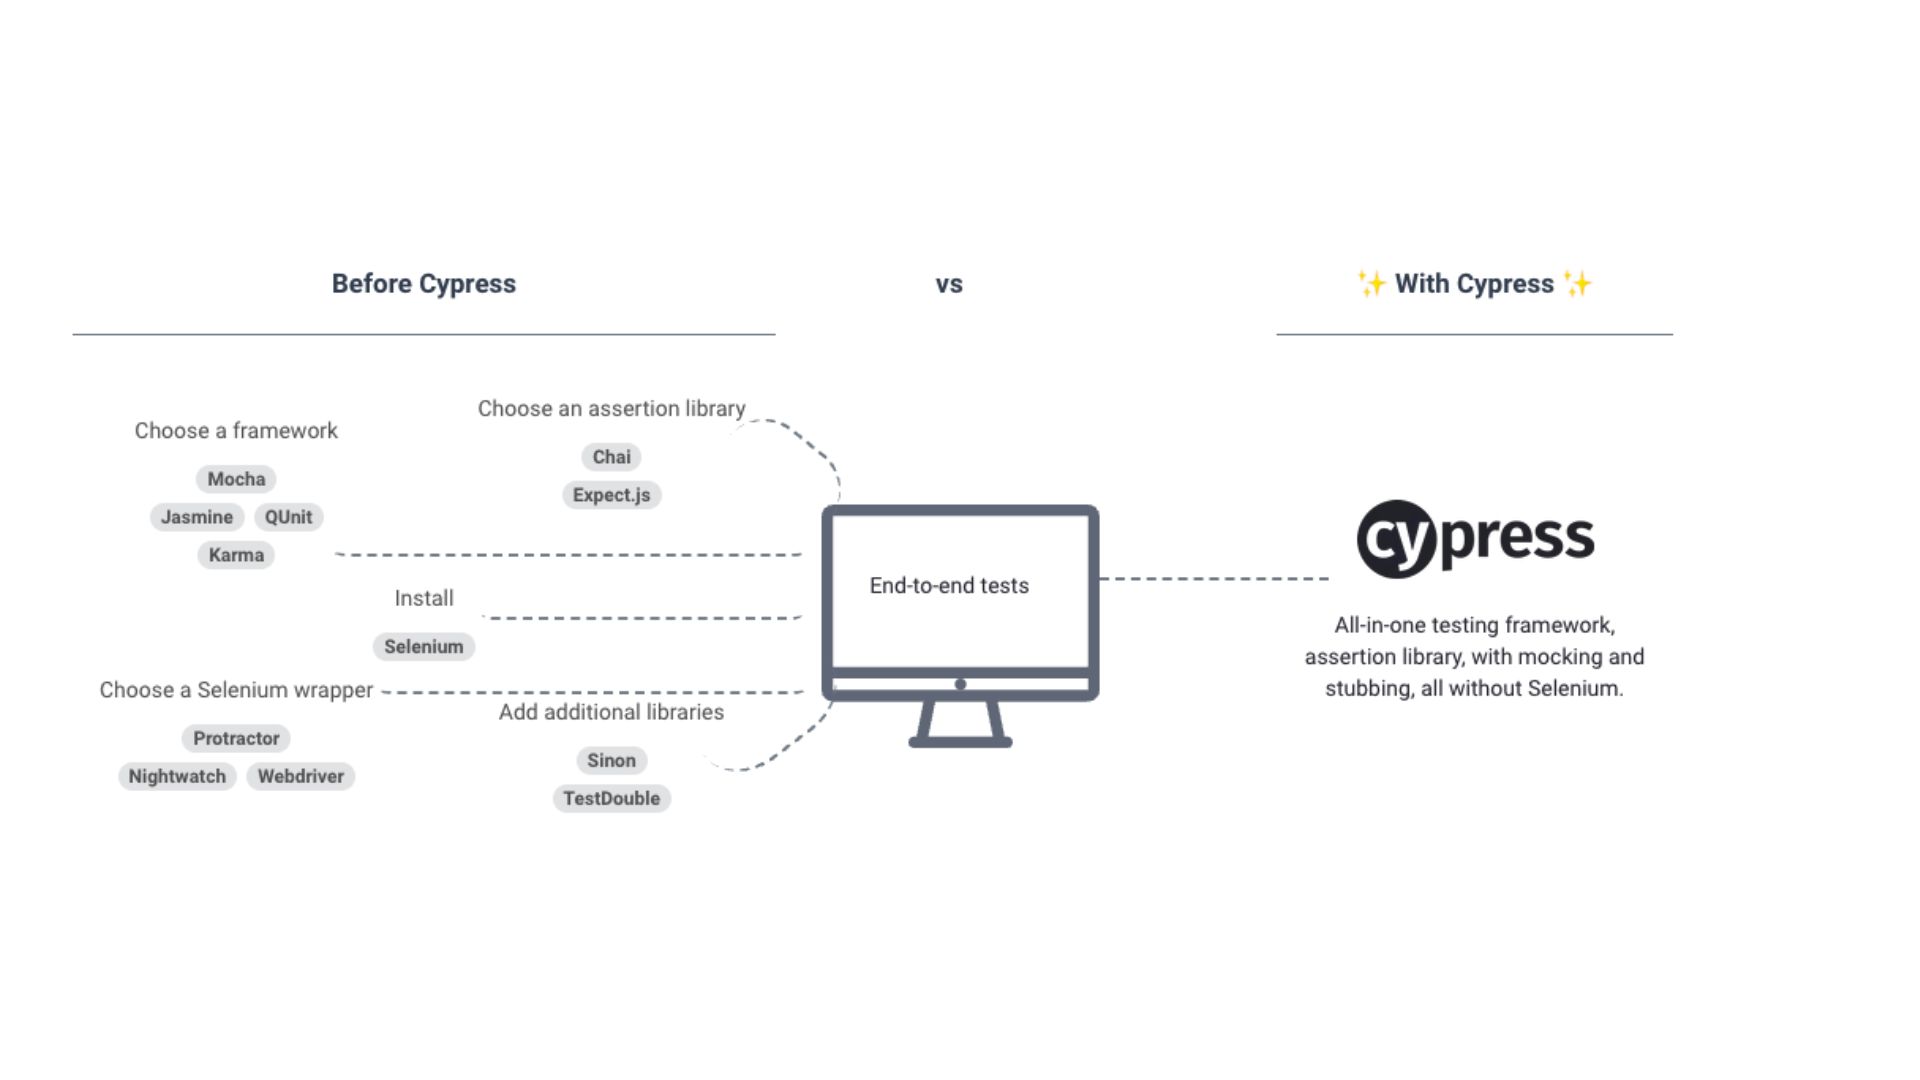 Before Cypress
vs
✨ With Cypress ✨
Choose a framework
Mocha
Jasmine QUnit
Karma
Choose an assertion library
Chai
Expect.js
Install
Selenium
Choose a Selenium wrapper
Protractor
Nightwatch Webdriver
Add additional libraries
Sinon
TestDouble
End-to-end tests
cypress
All-in-one testing framework,
assertion library, with mocking and
stubbing, all without Selenium.